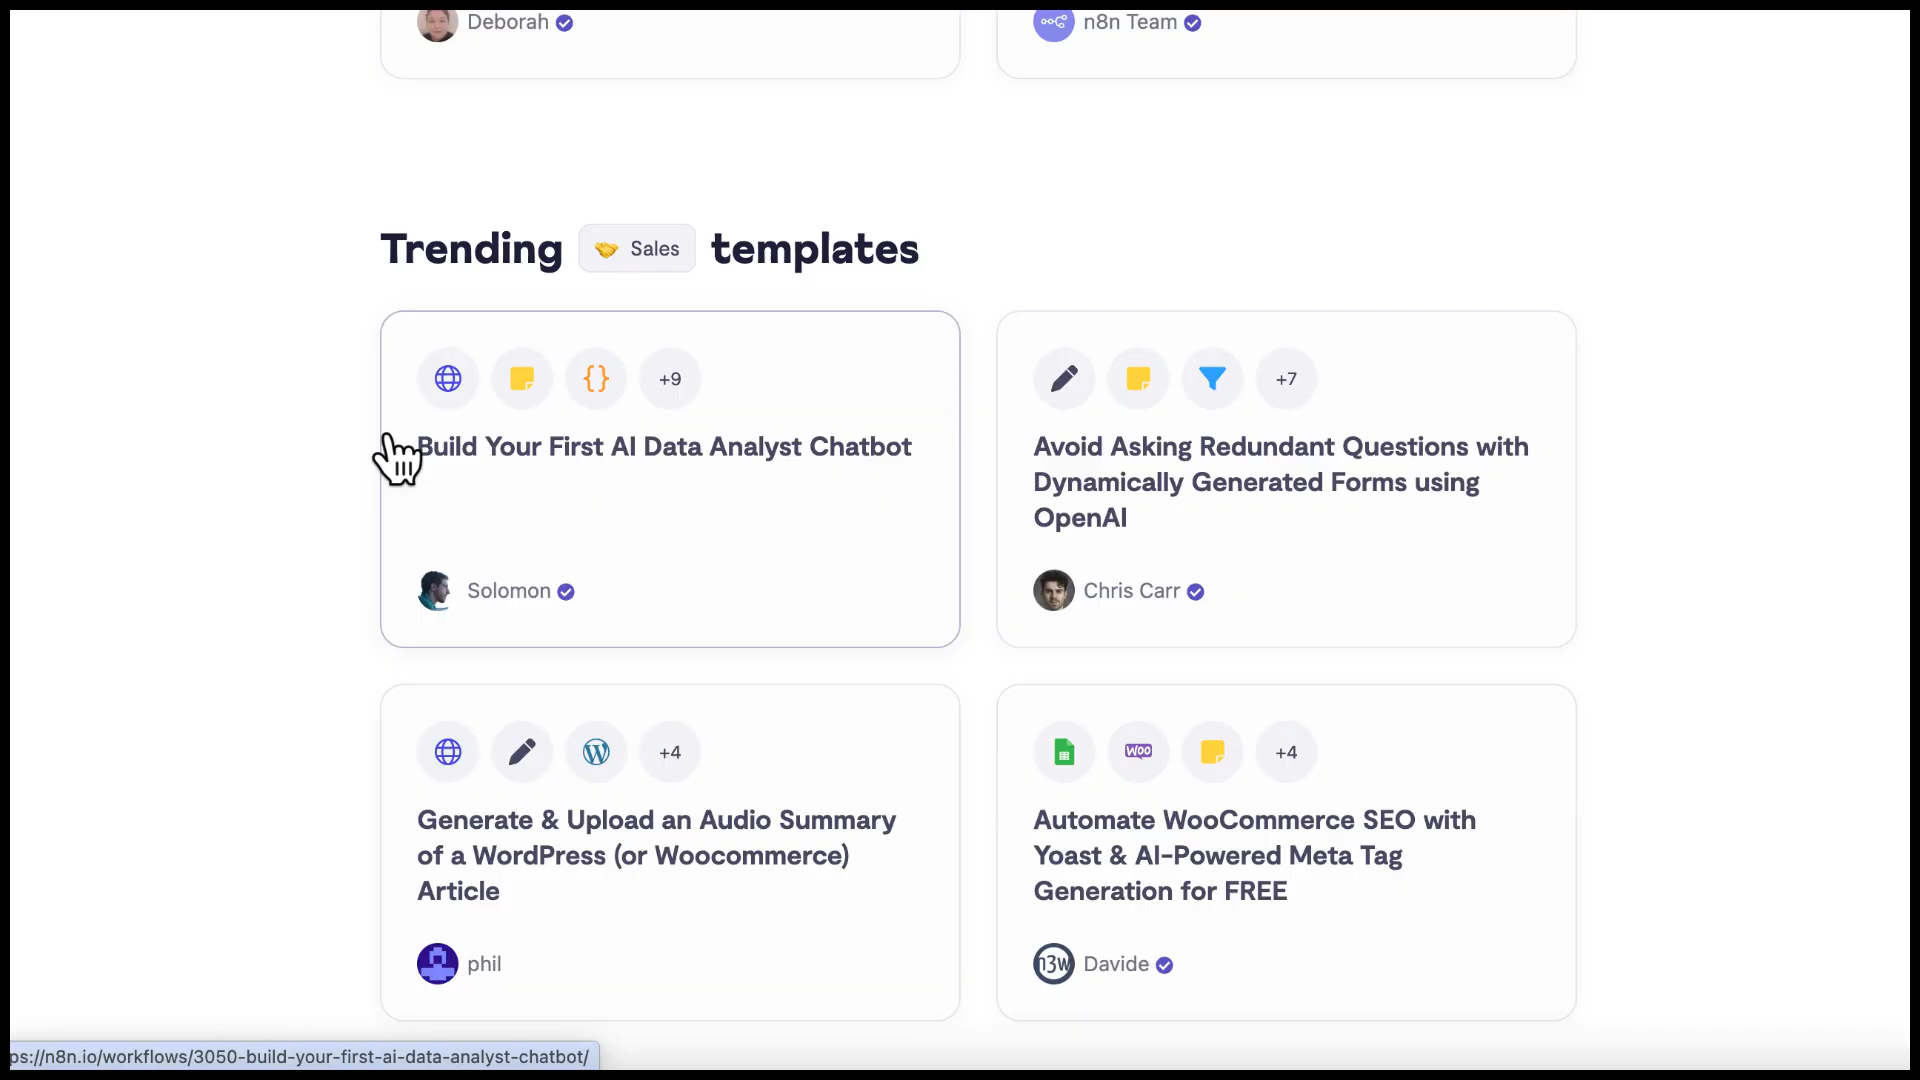 Deborah
n8n Team
Trending Sales templates
+9
Build Your First AI Data Analyst Chatbot
Solomon
+7
Avoid Asking Redundant Questions with
Dynamically Generated Forms using
OpenAI
Chris Carr
+4
Generate & Upload an Audio Summary
of a WordPress (or Woocommerce)
Article
phil
WOO
+4
Automate WooCommerce SEO with
Yoast & AI-Powered Meta Tag
Generation for FREE
n3w
Davide
ps://n8n.io/workflows/3050-build-your-first-ai-data-analyst-chatbot/